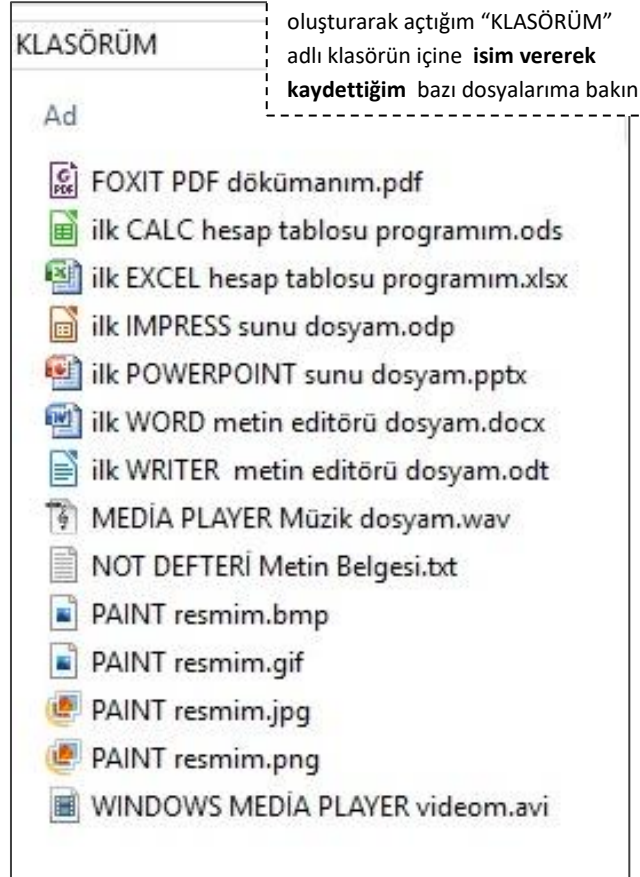 oluşturarak açtığım “KLASÖRÜM”
adlı klasörün içine isim vererek
kaydettiğim bazı dosyalarıma bakın
KLASÖRÜM
Ad
FOXIT PDF dökümanım.pdf
ilk CALC hesap tablosu programım.ods
ilk EXCEL hesap tablosu programım.xlsx
ilk IMPRESS sunu dosyam.odp
ilk POWERPOINT sunu dosyam.pptx
ilk WORD metin editörü dosyam.docx
ilk WRITER metin editörü dosyam.odt
MEDİA PLAYER Müzik dosyam.wav
NOT DEFTERİ Metin Belgesi.txt
PAINT resmim.bmp
PAINT resmim.gif
PAINT resmim.jpg
PAINT resmim.png
WINDOWS MEDİA PLAYER videom.avi